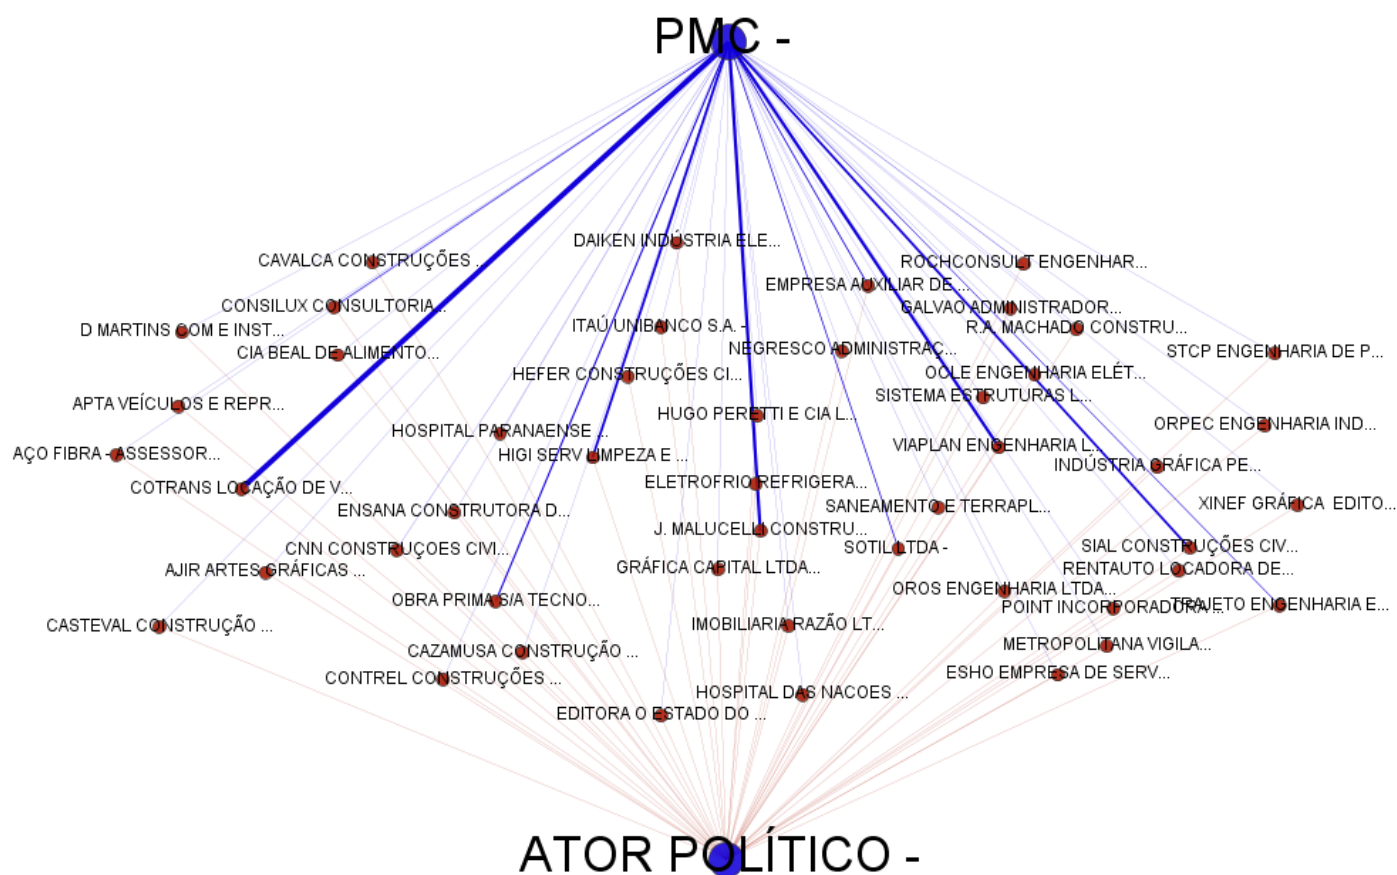 PMC -
DAIKEN INDÚSTRIA ELE...
CAVALCA CONSTRUÇÕES ...
ROCHCONSULT ENGENHAR...
EMPRESA AUXILIAR DE ...
CONSILUX CONSULTORIA...
GALVAO ADMINISTRADOR...
D MARTINS COM E INST...
ITAÚ UNIBANCO S.A. -
R.A. MACHADO CONSTRU...
CIA BEAL DE ALIMENTO...
NEGRESCO ADMINISTRAÇ...
STCP ENGENHARIA DE P...
HEFER CONSTRUÇÕES CI...
OCLE ENGENHARIA ELÉT...
SISTEMA ESTRUTURAS L...
APTA VEÍCULOS E REPR...
HUGO PERETTI E CIA L...
ORPEC ENGENHARIA IND...
HOSPITAL PARANAENSE ...
VIAPLAN ENGENHARIA L...
AÇO FIBRA - ASSESSOR...
HIGI SERV LIMPEZA E ...
INDÚSTRIA GRÁFICA PE...
COTRANS LOCAÇÃO DE V...
ELETROFRIO REFRIGERA...
XINEF GRÁFICA  EDITO...
ENSANA CONSTRUTORA D...
SANEAMENTO E TERRAPL...
J. MALUCELLI CONSTRU...
CNN CONSTRUÇOES CIVI...
SOTIL LTDA -
SIAL CONSTRUÇÕES CIV...
AJIR ARTES GRÁFICAS ...
GRÁFICA CAPITAL LTDA...
RENTAUTO LOCADORA DE...
OROS ENGENHARIA LTDA...
OBRA PRIMA S/A TECNO...
POINT INCORPORADORA ...
TRAJETO ENGENHARIA E...
CASTEVAL CONSTRUÇÃO ...
IMOBILIARIA RAZÃO LT...
METROPOLITANA VIGILA...
CAZAMUSA CONSTRUÇÃO ...
ESHO EMPRESA DE SERV...
CONTREL CONSTRUÇÕES ...
HOSPITAL DAS NACOES ...
EDITORA O ESTADO DO ...
ATOR POLÍTICO -